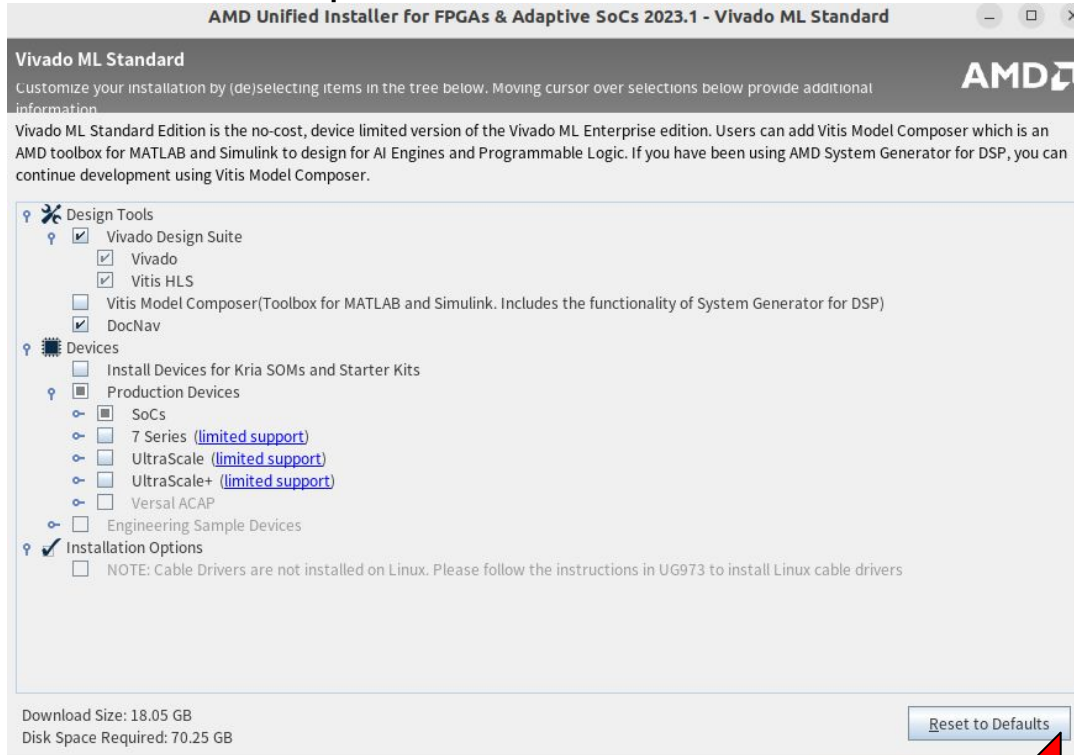 AMD Unified Installer for FPGAs & Adaptive SoCs 2023.1 - Vivado ML Standard
Vivado ML Standard
AMD
Customize your installation by (de)selecting items in the tree below. Moving cursor over selections below provide additional
information
Vivado ML Standard Edition is the no-cost, device limited version of the Vivado ML Enterprise edition. Users can add Vitis Model Composer which is an
AMD toolbox for MATLAB and Simulink to design for AI Engines and Programmable Logic. If you have been using AMD System Generator for DSP, you can
continue development using Vitis Model Composer.
Design Tools
Vivado Design Suite
Vivado
Vitis HLS
Vitis Model Composer(Toolbox for MATLAB and Simulink. Includes the functionality of System Generator for DSP)
DocNav
Devices
Install Devices for Kria SOMs and Starter Kits
Production Devices
SoCs
7 Series (limited support)
UltraScale (limited support)
UltraScale+ (limited support)
Versal ACAP
Engineering Sample Devices
Installation Options
NOTE: Cable Drivers are not installed on Linux. Please follow the instructions in UG973 to install Linux cable drivers
Download Size: 18.05 GB
Disk Space Required: 70.25 GB
Reset to Defaults